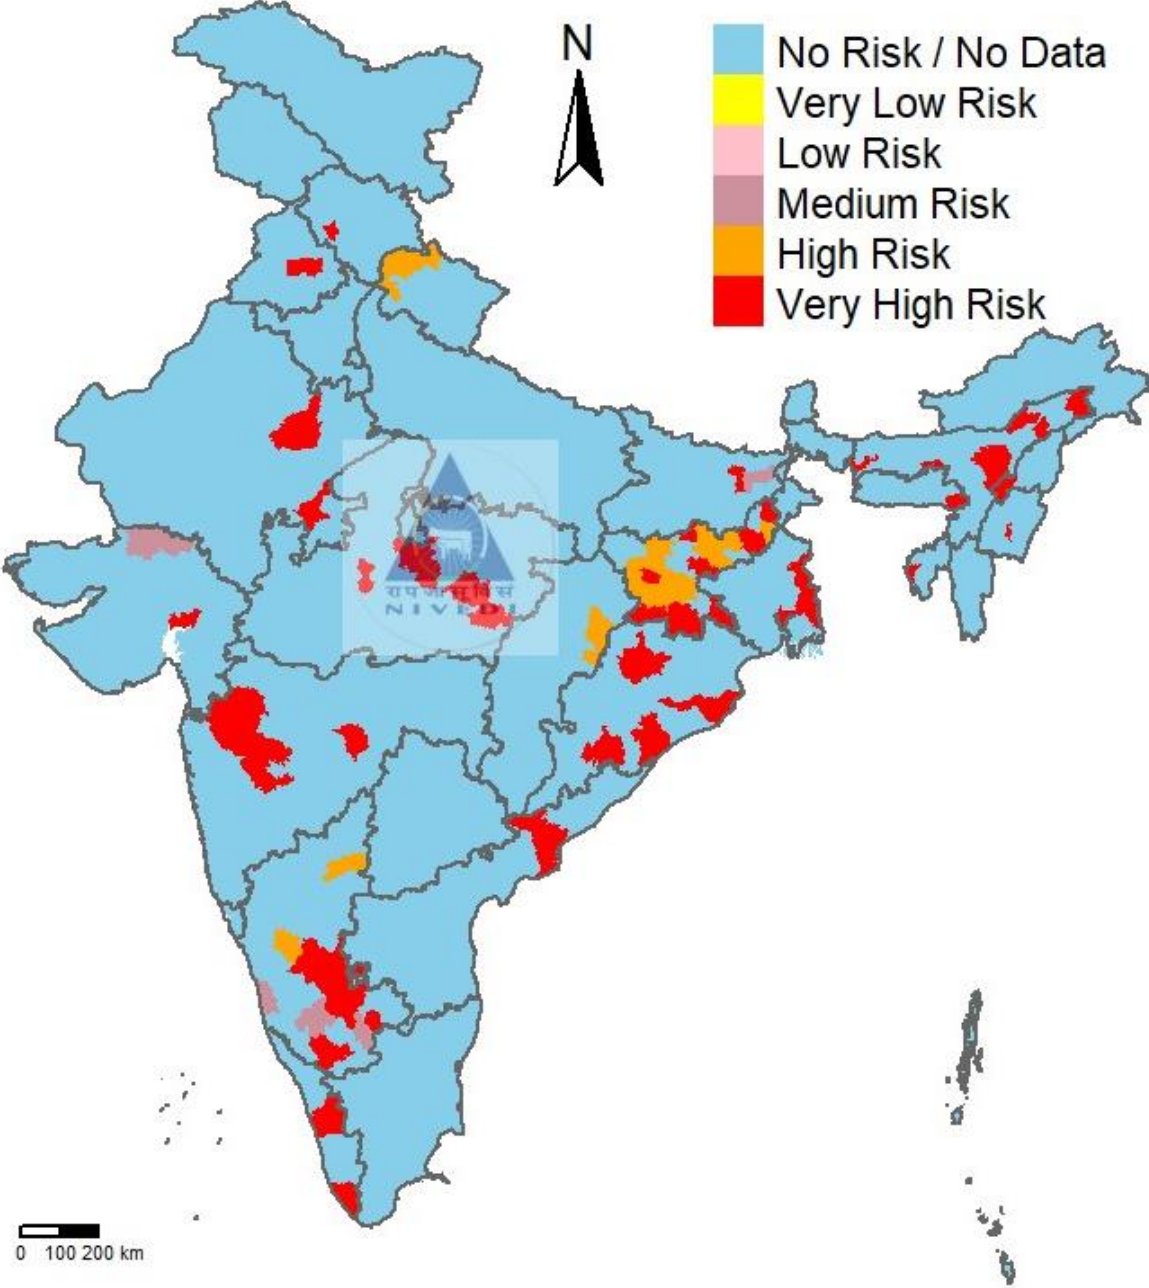 N
No Risk / No Data
Very Low Risk
Low Risk
Medium Risk
High Risk
Very High Risk
NIVEDI
0 100 200 km